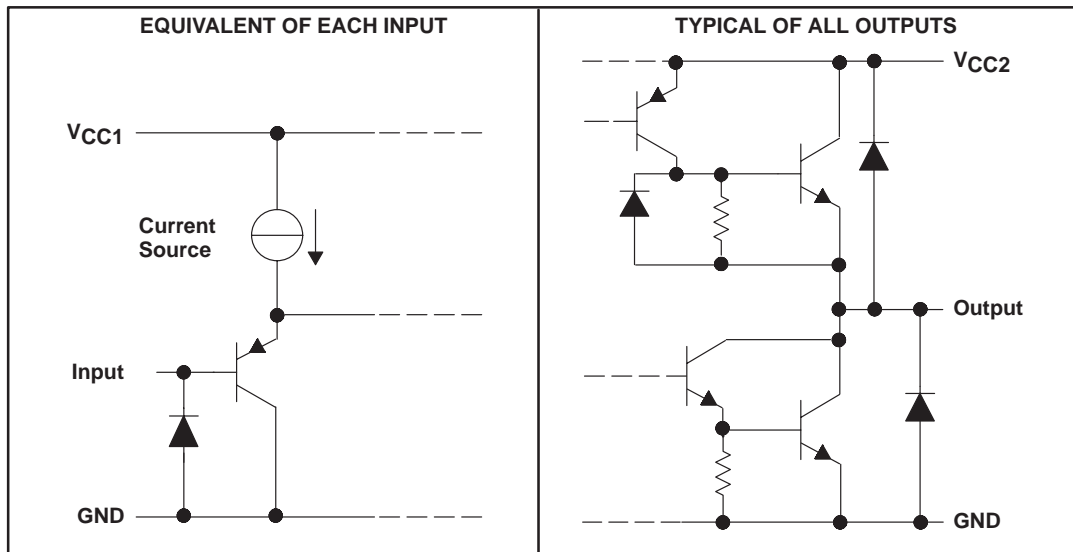 EQUIVALENT OF EACH INPUT
VCC1
Current
Source
Input
GND
TYPICAL OF ALL OUTPUTS
VCC2
Output
GND